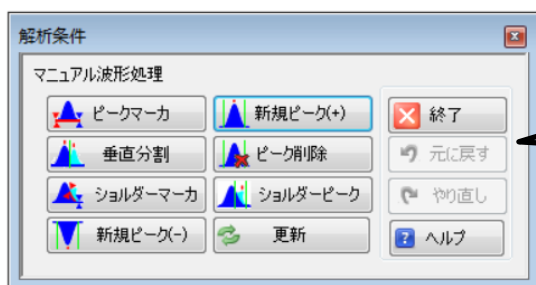 解析条件
マニュアル波形処理
ピークマーカ 新規ピーク(+) 終了
垂直分割 ピーク削除 元に戻す
ショルダーマーカ ショルダーピーク やり直し
新規ピーク(-) 更新 ヘルプ